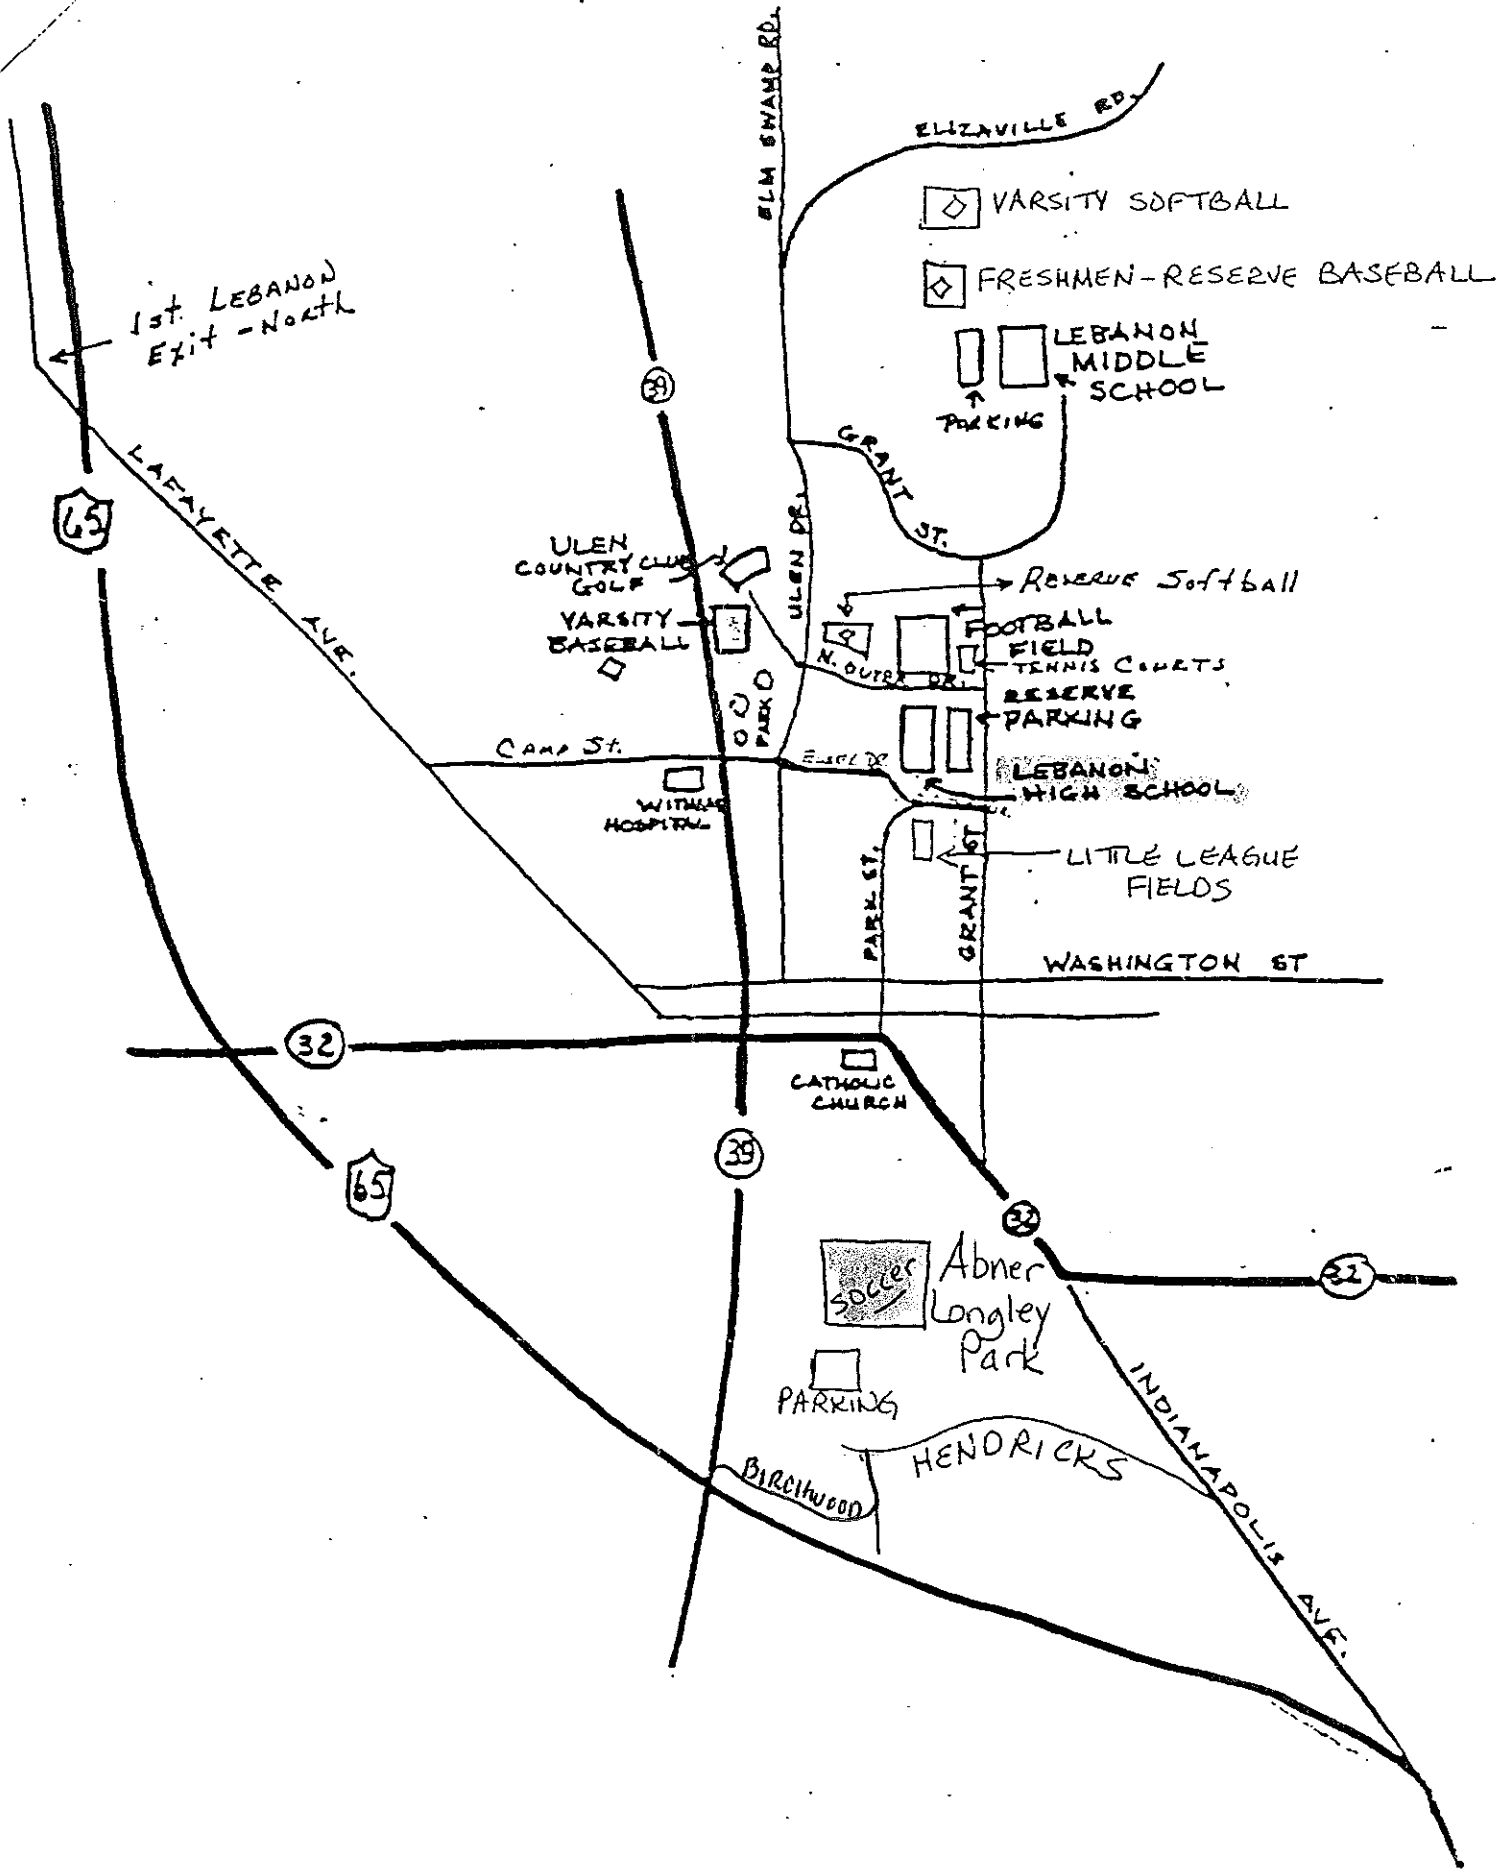 ELM SWAMP RD.
ELIZAVILLE RD.
VARSITY SOFTBALL
FRESHMEN-RESERVE BASEBALL
1st. LEBANON
Exit - North
LEBANON
MIDDLE
SCHOOL
PARKING
39
GRANT ST.
LAFAYETTE AVE.
65
ULEN DR.
ULEN
COUNTRY CLUB
GOLF
RESERVE Softball
VARSITY
BASEBALL
FOOTBALL
FIELD
TENNIS COURTS
N. OUTER DR.
RESERVE
PARKING
PARK
CAMP St.
LEBANON
HIGH SCHOOL
HOSPITAL
PARK ST.
GRANT ST
LITTLE LEAGUE
FIELDS
WASHINGTON ST
32
CATHOLIC
CHURCH
39
65
32
32
SOCCER
Abner
Longley
Park
PARKING
HENDRICKS
BIRCHWOOD
INDIANAPOLIS AVE.